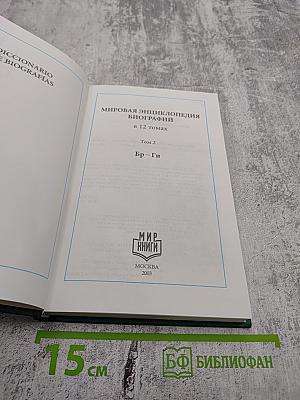 DICCIONARIO
E BIOGRAFÍAS
МИРОВАЯ ЭНЦИКЛОПЕДИЯ
БИОГРАФИЙ
в 12 томах
Том 2
Бр – Ги
МИР
КНИГИ
МОСКВА
2003
15 СМ
БФ БИБЛИОФАН